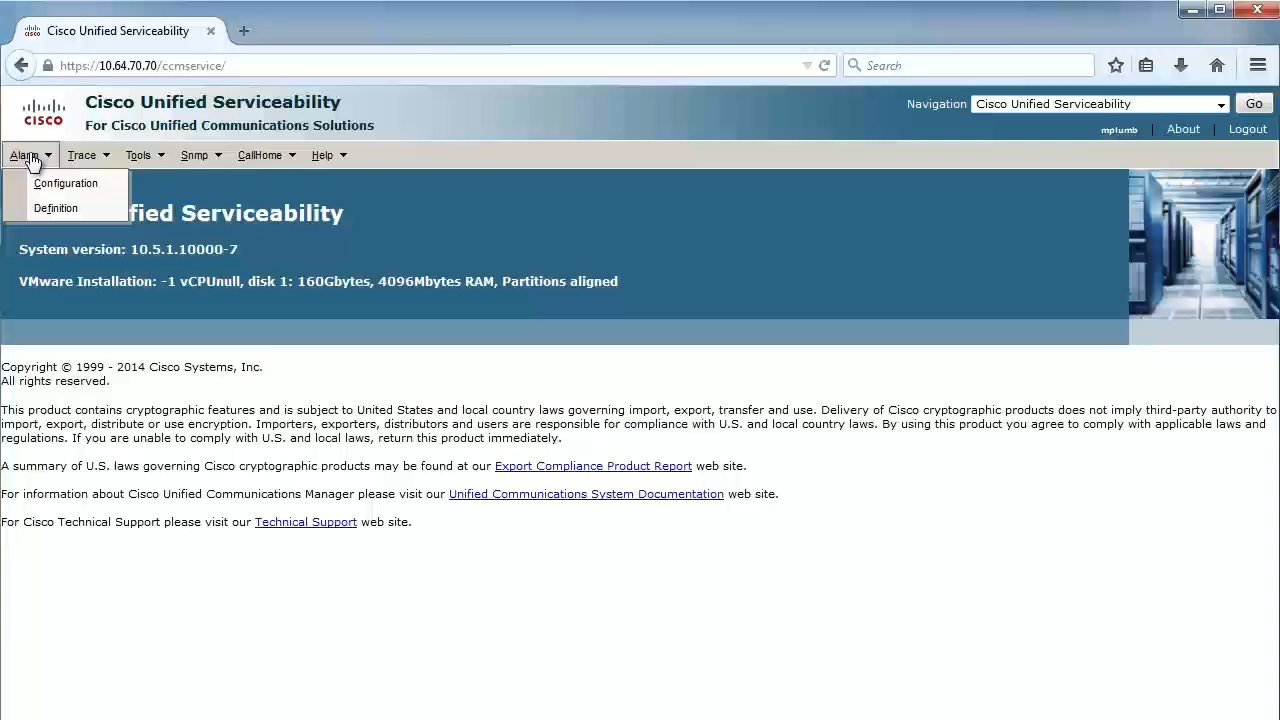 Cisco Unified Serviceability
https://10.64.70.70/ccmservice/
Search
CISCO
Cisco Unified Serviceability
For Cisco Unified Communications Solutions
Navigation Cisco Unified Serviceability Go
mplumb About Logout
Trace Tools Snmp CallHome Help
Configuration
Definition
Serviceability
System version: 10.5.1.10000-7
VMware Installation: -1 vCPUnull, disk 1: 160Gbytes, 4096Mbytes RAM, Partitions aligned
Copyright © 1999 - 2014 Cisco Systems, Inc.
All rights reserved.
This product contains cryptographic features and is subject to United States and local country laws governing import, export, transfer and use. Delivery of Cisco cryptographic products does not imply third-party authority to
import, export, distribute or use encryption. Importers, exporters, distributors and users are responsible for compliance with U.S. and local country laws. By using this product you agree to comply with applicable laws and
regulations. If you are unable to comply with U.S. and local laws, return this product immediately.
A summary of U.S. laws governing Cisco cryptographic products may be found at our Export Compliance Product Report web site.
For information about Cisco Unified Communications Manager please visit our Unified Communications System Documentation web site.
For Cisco Technical Support please visit our Technical Support web site.